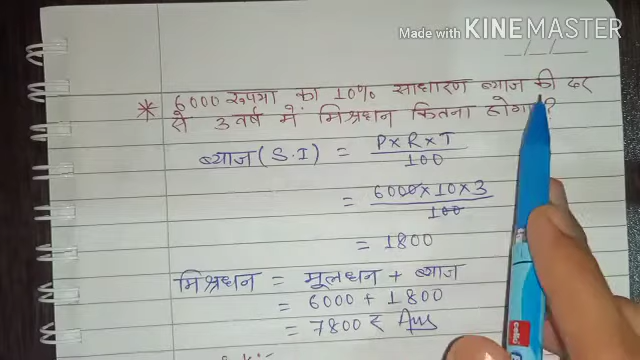 Made with KINEMASTER
* 6000 रूपया का 10% साधारण ब्याज की दर
से 3 वर्ष में मिश्रधन कितना होगा ?
ब्याज (S.I) = P×R×T / 100
= 6000×10×3 / 100
= 1800
मिश्रधन = मूलधन + ब्याज
= 6000 + 1800
= 7800 ₹ Ans
cello